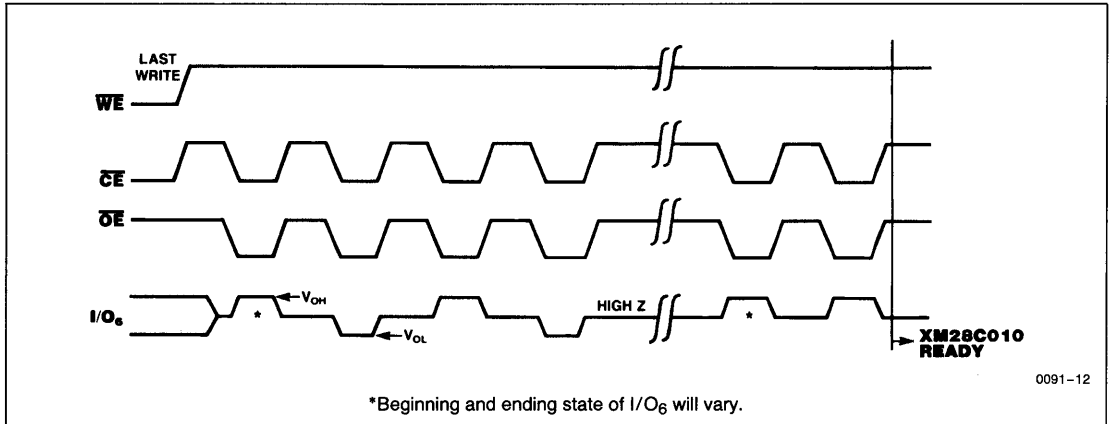 LAST
WRITE
WE
CE
OE
I/O6
VOH
*
VOL
HIGH Z
*
XM28C010
READY
0091–12
*Beginning and ending state of I/O6 will vary.